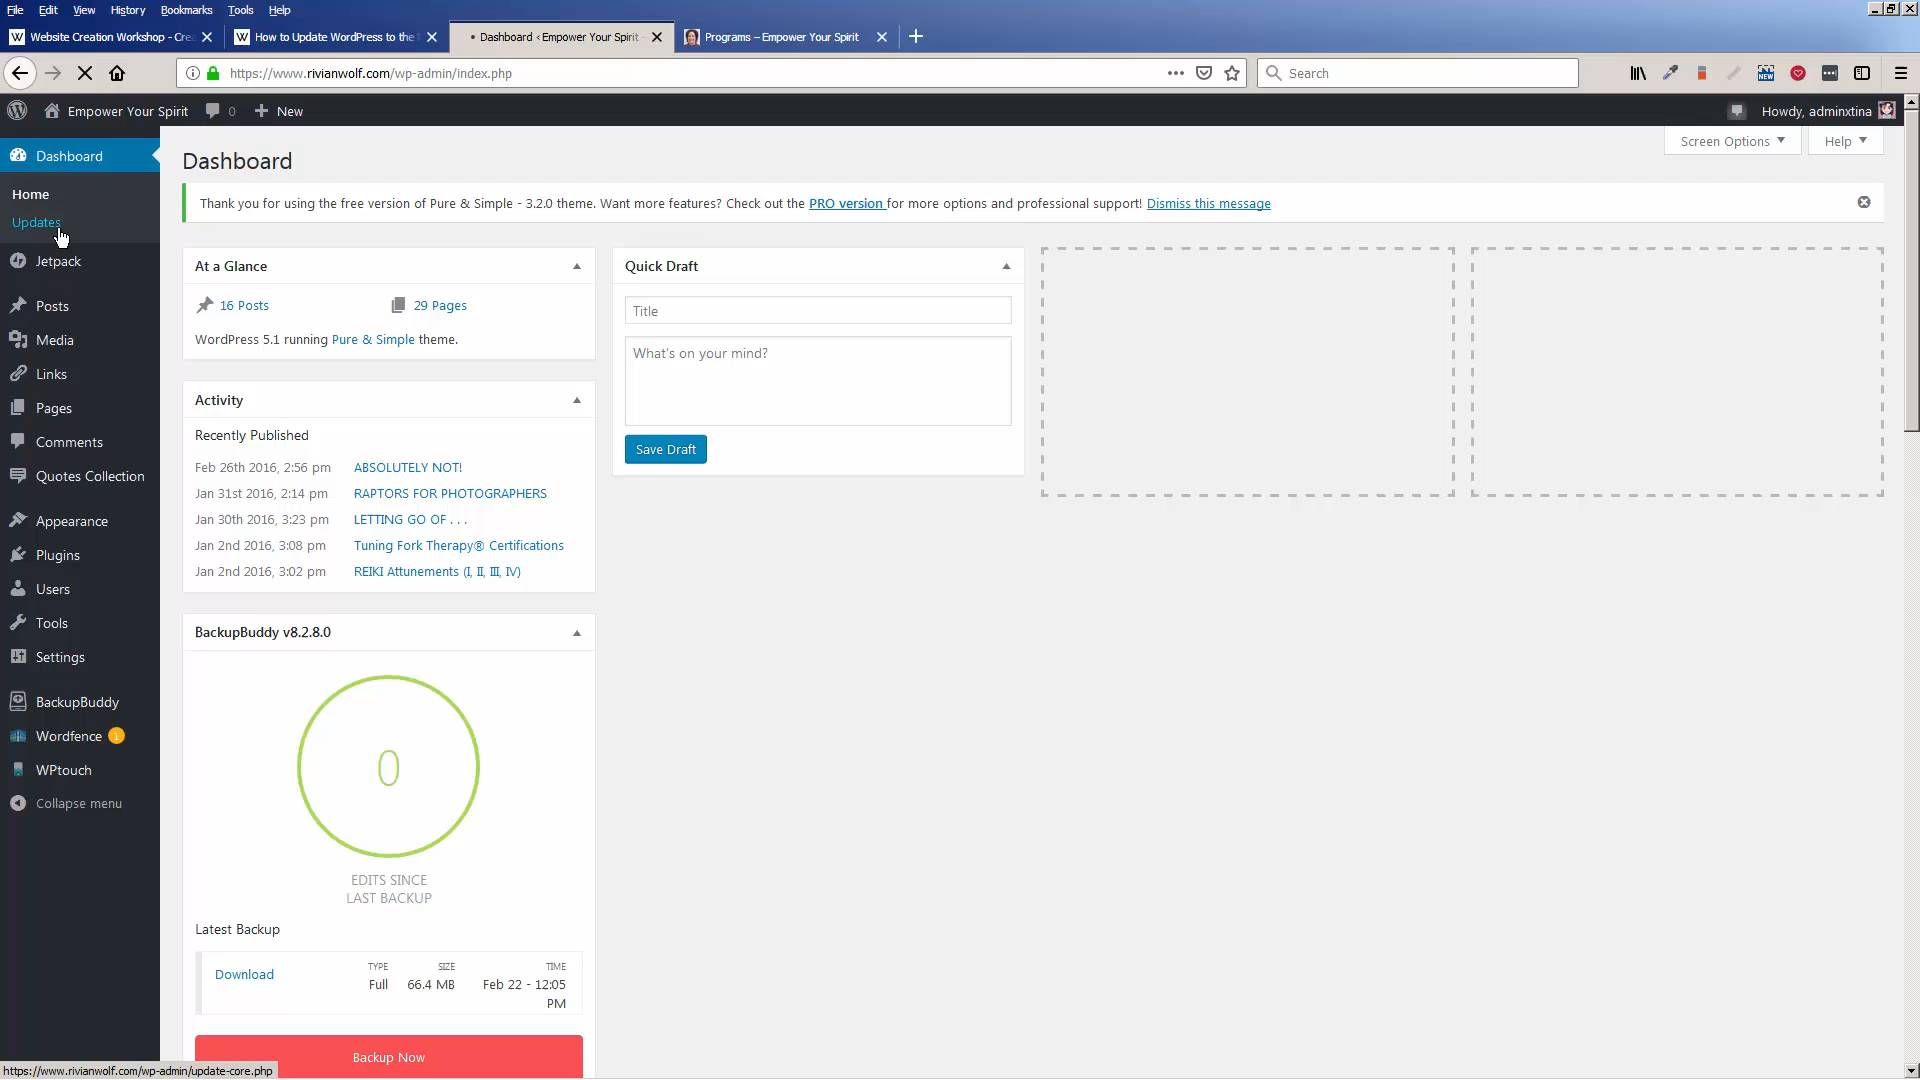 File Edit View History Bookmarks Tools Help
Website Creation Workshop - Cre
How to Update WordPress to the
Dashboard ‹ Empower Your Spirit
Programs – Empower Your Spirit
https://www.rivianwolf.com/wp-admin/index.php
Search
Empower Your Spirit 0 New
Howdy, adminxtina
Dashboard
Home
Updates
Jetpack
Posts
Media
Links
Pages
Comments
Quotes Collection
Appearance
Plugins
Users
Tools
Settings
BackupBuddy
Wordfence 1
WPtouch
Collapse menu
Screen Options
Help
Dashboard
Thank you for using the free version of Pure & Simple - 3.2.0 theme. Want more features? Check out the PRO version for more options and professional support! Dismiss this message
At a Glance
16 Posts 29 Pages
WordPress 5.1 running Pure & Simple theme.
Activity
Recently Published
Feb 26th 2016, 2:56 pm ABSOLUTELY NOT!
Jan 31st 2016, 2:14 pm RAPTORS FOR PHOTOGRAPHERS
Jan 30th 2016, 3:23 pm LETTING GO OF . . .
Jan 2nd 2016, 3:08 pm Tuning Fork Therapy® Certifications
Jan 2nd 2016, 3:02 pm REIKI Attunements (I, II, III, IV)
BackupBuddy v8.2.8.0
0
EDITS SINCE
LAST BACKUP
Latest Backup
TYPE SIZE TIME
Download Full 66.4 MB Feb 22 - 12:05
PM
Backup Now
Quick Draft
Title
What's on your mind?
Save Draft
https://www.rivianwolf.com/wp-admin/update-core.php